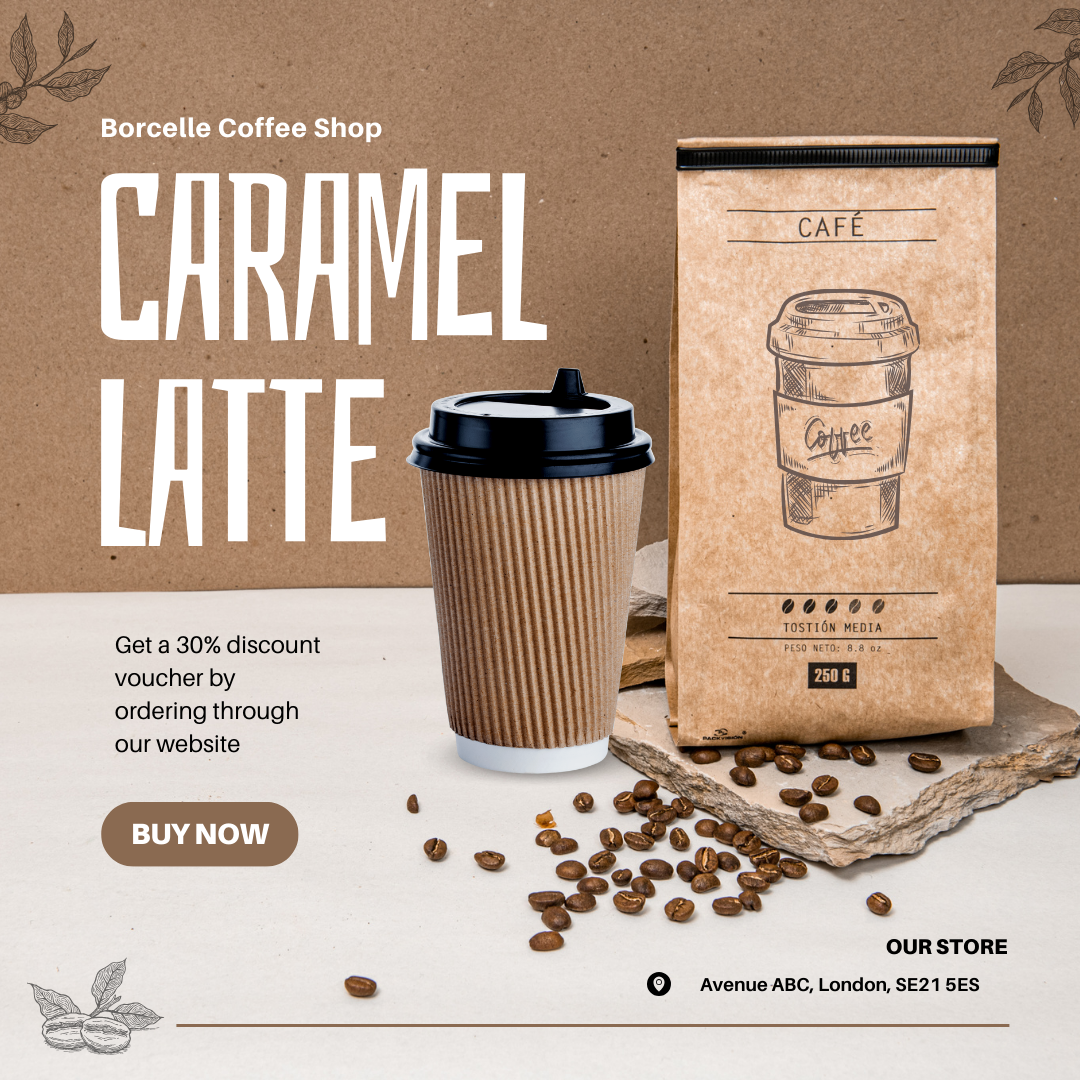 Borcelle Coffee Shop
CARAMEL
LATTE
CAFÉ
Coffee
TOSTIÓN MEDIA
PESO NETO: 8.8 oz
250 G
PACKVISION
Get a 30% discount
voucher by
ordering through
our website
BUY NOW
OUR STORE
Avenue ABC, London, SE21 5ES